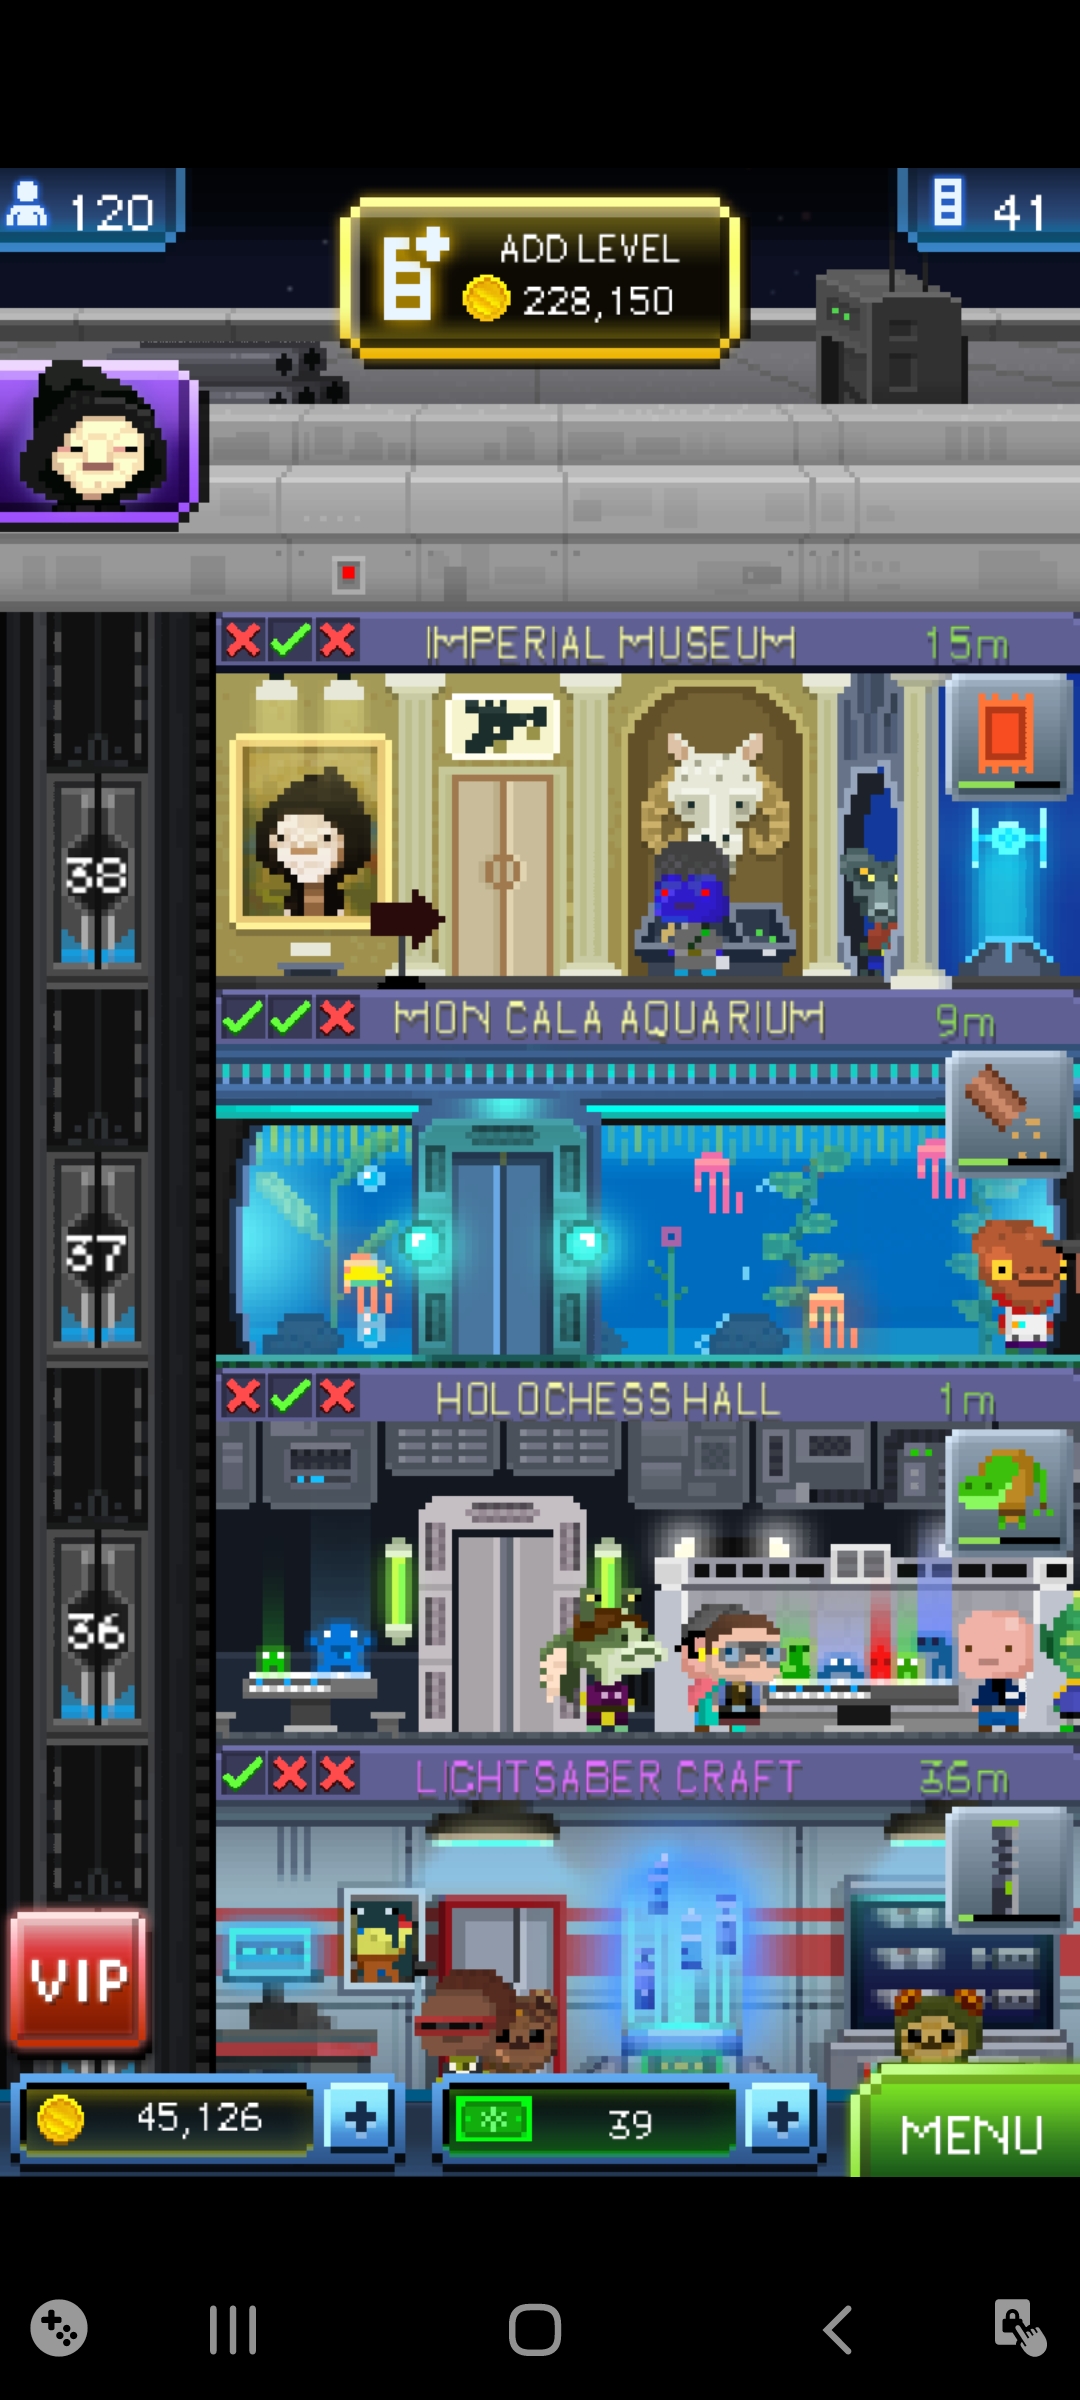 120
ADD LEVEL
228,150
41
IMPERIAL MUSEUM 15m
38
MON CALA AQUARIUM 9m
37
HOLOCHESS HALL 1m
36
LIGHTSABER CRAFT 36m
VIP
45,126
39
MENU